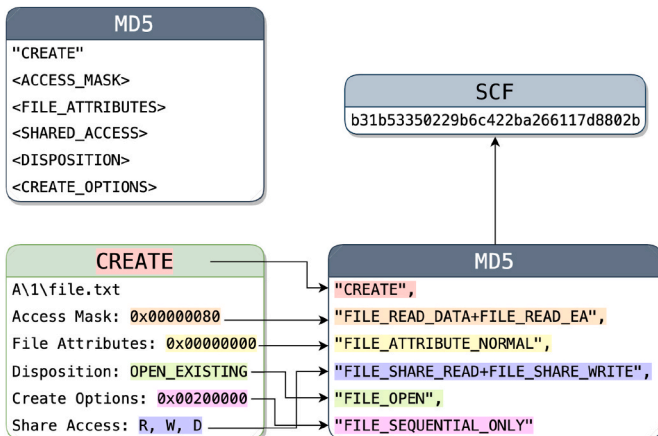 MD5
"CREATE"
<ACCESS_MASK>
<FILE_ATTRIBUTES>
<SHARED_ACCESS>
<DISPOSITION>
<CREATE_OPTIONS>
SCF
b31b53350229b6c422ba266117d8802b
CREATE
A\1\file.txt
Access Mask: 0x00000080
File Attributes: 0x00000000
Disposition: OPEN_EXISTING
Create Options: 0x00200000
Share Access: R, W, D
MD5
"CREATE",
"FILE_READ_DATA+FILE_READ_EA",
"FILE_ATTRIBUTE_NORMAL",
"FILE_SHARE_READ+FILE_SHARE_WRITE",
"FILE_OPEN",
"FILE_SEQUENTIAL_ONLY"